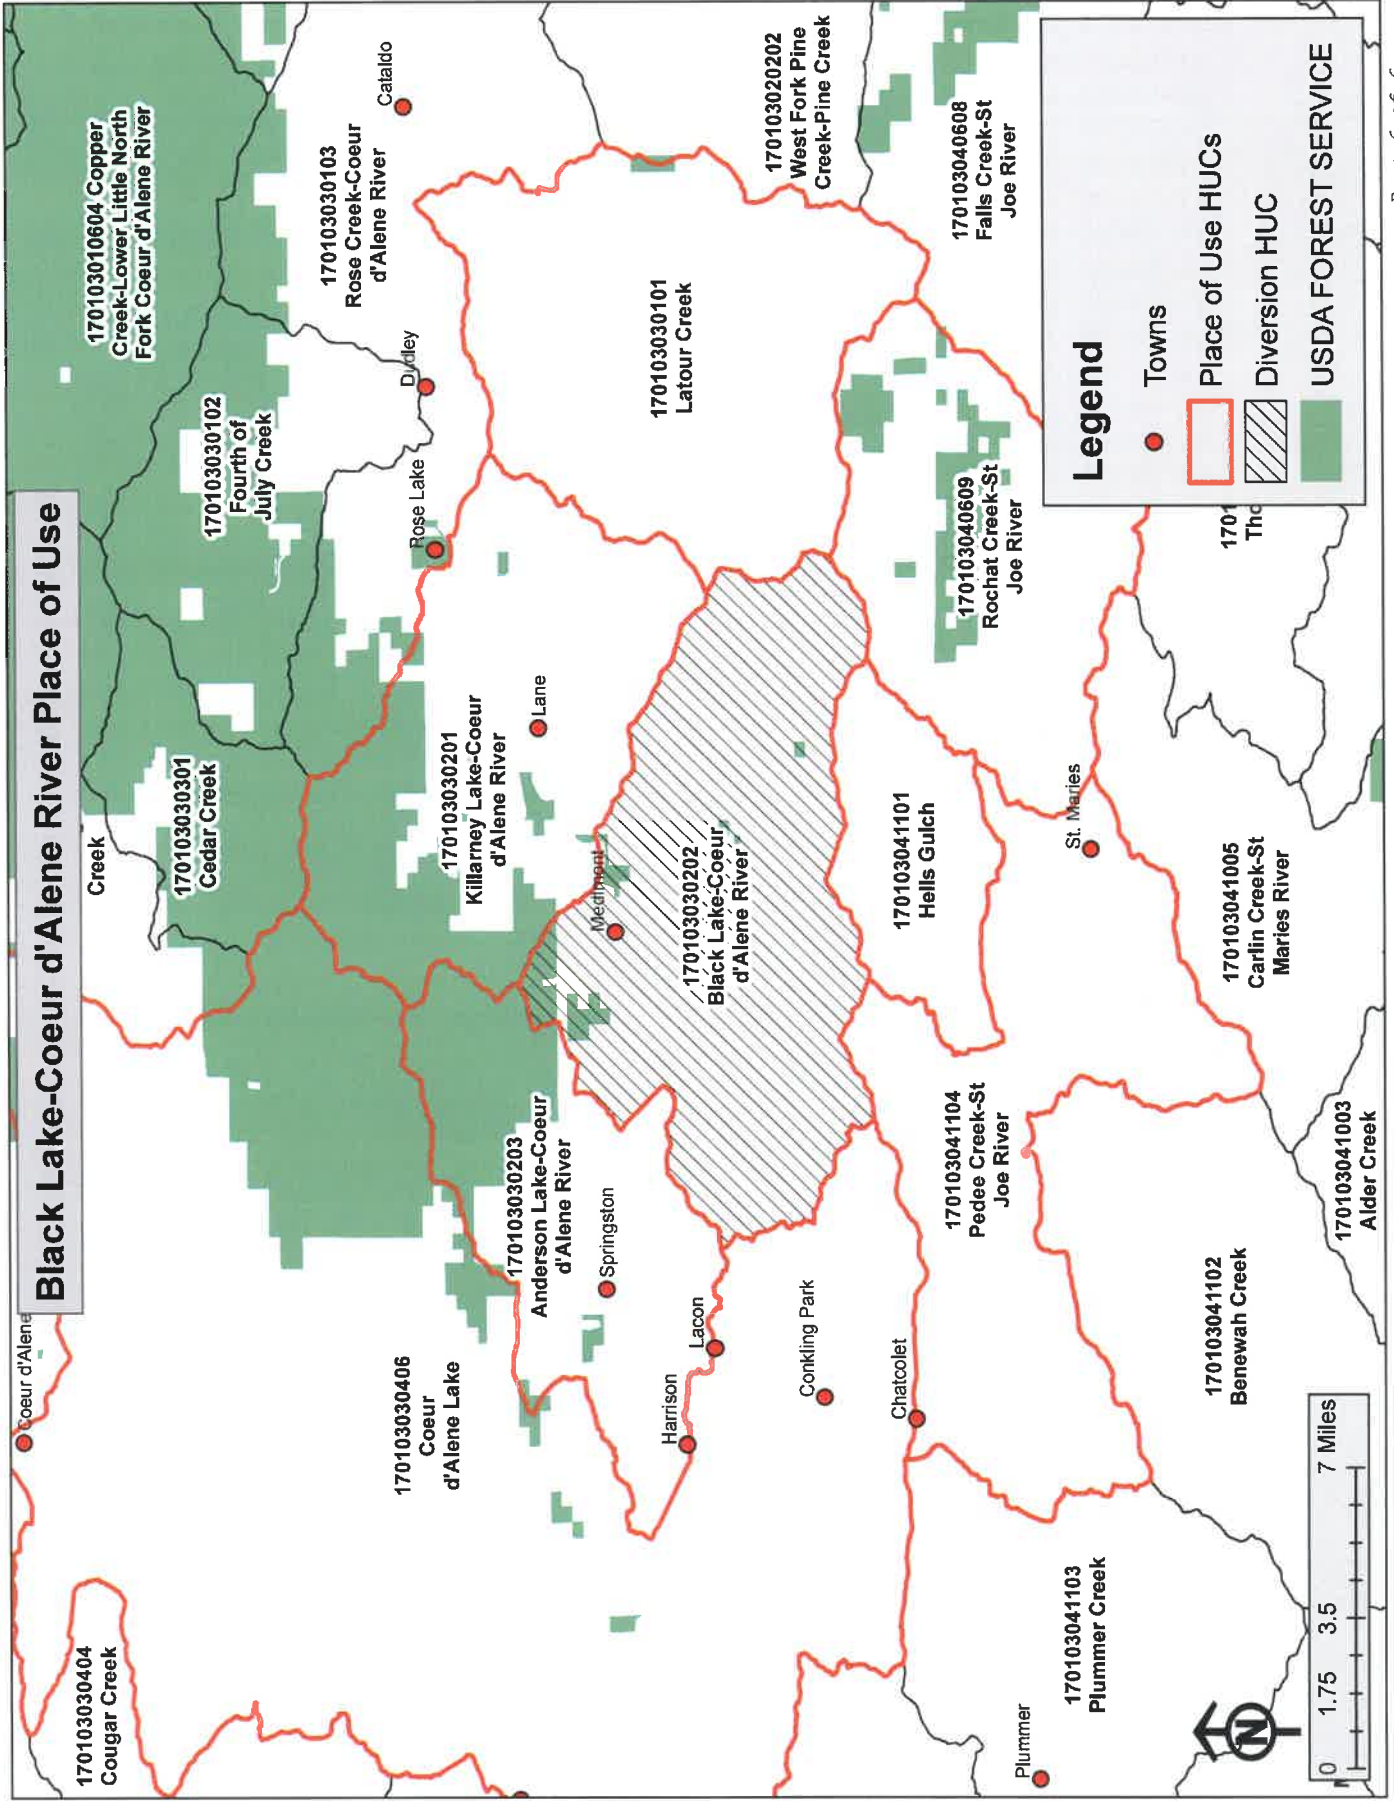 Black Lake-Coeur d'Alene River Place of Use
Coeur d'Alene
Creek
170103010604 Copper
Creek-Lower Little North
Fork Coeur d'Alene River
170103030404
Cougar Creek
170103030301
Cedar Creek
170103030102
Fourth of
July Creek
170103030103
Rose Creek-Coeur
d'Alene River
Cataldo
Dudley
Rose Lake
170103030406
Coeur
d'Alene Lake
170103030201
Killarney Lake-Coeur
d'Alene River
Lane
170103030203
Anderson Lake-Coeur
d'Alene River
Springston
Medimont
170103030101
Latour Creek
170103020202
West Fork Pine
Creek-Pine Creek
Harrison
Lacon
170103030202
Black Lake-Coeur
d'Alene River
Conkling Park
Chatcolet
170103041101
Hells Gulch
170103040609
Rochat Creek-St
Joe River
170103040608
Falls Creek-St
Joe River
170103041104
Pedee Creek-St
Joe River
Plummer
170103041103
Plummer Creek
St. Maries
170103041102
Benewah Creek
170103041005
Carlin Creek-St
Maries River
1701
Tho
170103041003
Alder Creek
N
0 1.75 3.5 7 Miles
Legend
Towns
Place of Use HUCs
Diversion HUC
USDA FOREST SERVICE